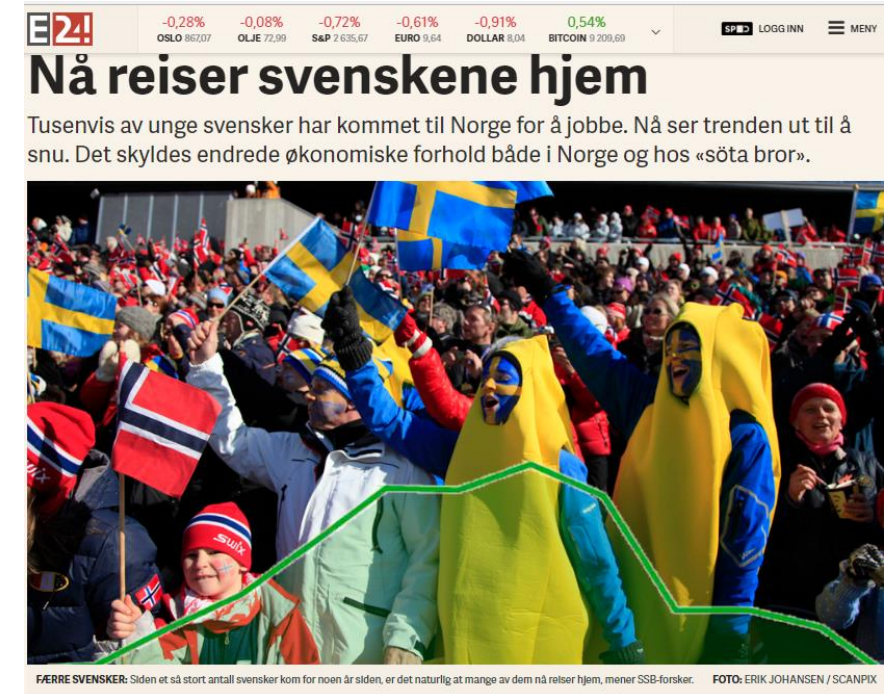 E24!
-0,28% -0,08% -0,72% -0,61% -0,91% 0,54%
OSLO 867,07 OLJE 72,99 S&P 2 635,67 EURO 9,64 DOLLAR 8,04 BITCOIN 9 209,69
SPID LOGG INN MENY
Nå reiser svenskene hjem
Tusenvis av unge svensker har kommet til Norge for å jobbe. Nå ser trenden ut til å
snu. Det skyldes endrede økonomiske forhold både i Norge og hos «söta bror».
Swix
FÆRRE SVENSKER: Siden et så stort antall svensker kom for noen år siden, er det naturlig at mange av dem nå reiser hjem, mener SSB-forsker. FOTO: ERIK JOHANSEN / SCANPIX